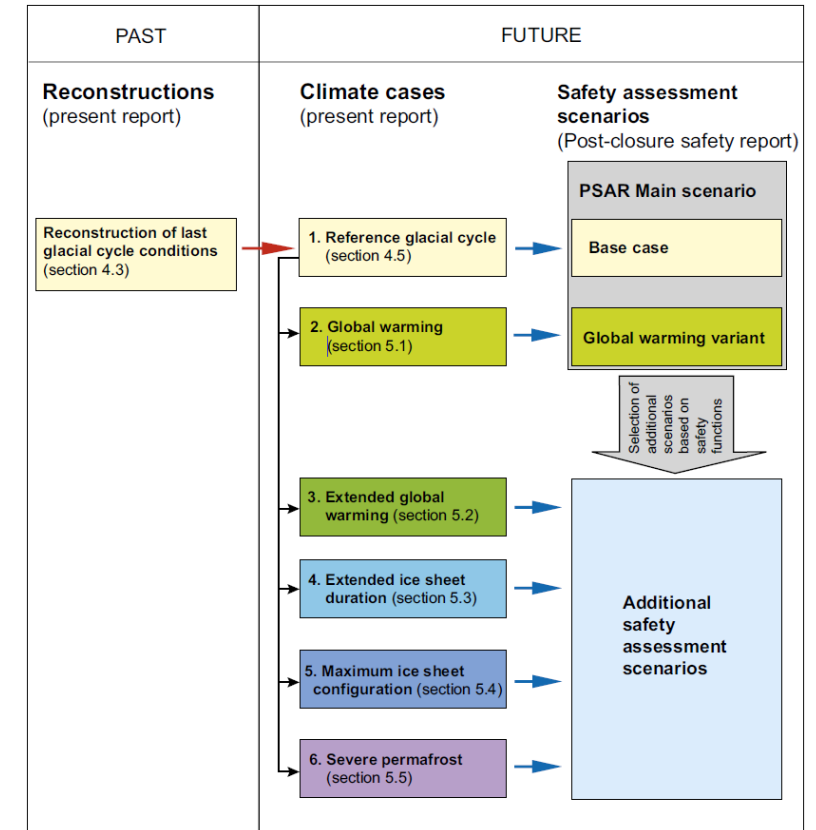 PAST
FUTURE
Reconstructions
(present report)
Climate cases
(present report)
Safety assessment
scenarios
(Post-closure safety report)
PSAR Main scenario
Reconstruction of last
glacial cycle conditions
(section 4.3)
1. Reference glacial cycle
(section 4.5)
Base case
2. Global warming
(section 5.1)
Global warming variant
Selection of
additional
scenarios
based on
safety
functions
3. Extended global
warming (section 5.2)
4. Extended ice sheet
duration (section 5.3)
5. Maximum ice sheet
configuration (section 5.4)
6. Severe permafrost
(section 5.5)
Additional
safety
assessment
scenarios